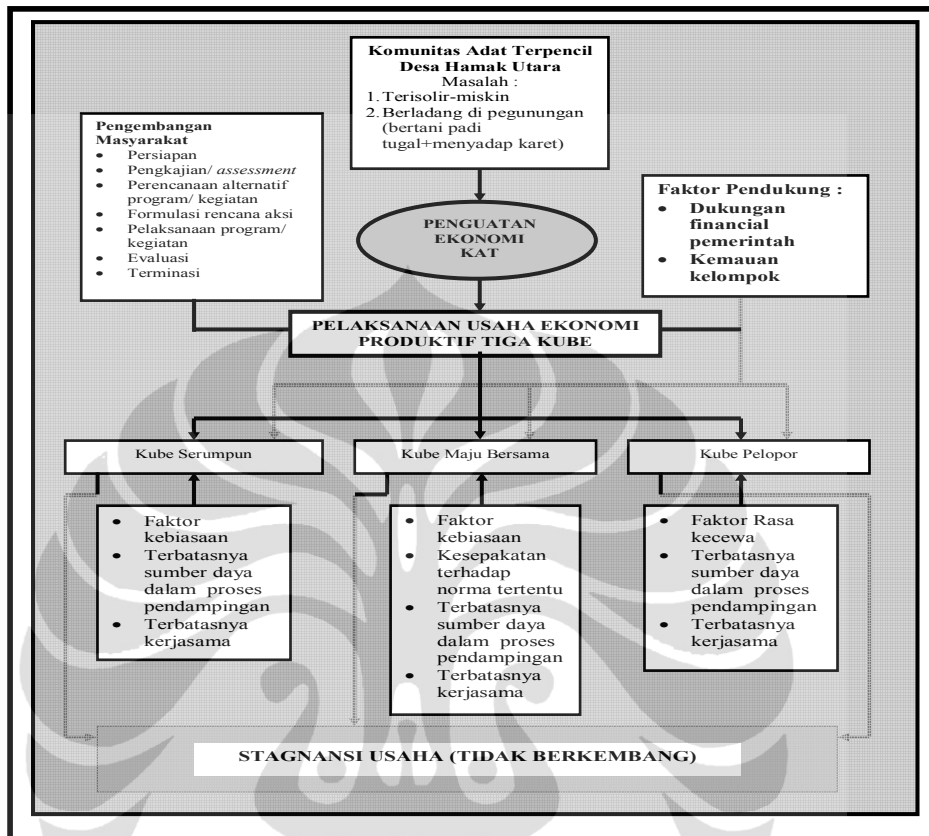 Komunitas Adat Terpencil
Desa Hamak Utara
Masalah :
1. Terisolir-miskin
2. Berladang di pegunungan
(bertani padi
tugal+menyadap karet)
Pengembangan
Masyarakat
• Persiapan
• Pengkajian/ assessment
• Perencanaan alternatif
program/ kegiatan
• Formulasi rencana aksi
• Pelaksanaan program/
kegiatan
• Evaluasi
• Terminasi
Faktor Pendukung :
• Dukungan
financial
pemerintah
• Kemauan
kelompok
PENGUATAN
EKONOMI
KAT
PELAKSANAAN USAHA EKONOMI
PRODUKTIF TIGA KUBE
Kube Serumpun
Kube Maju Bersama
Kube Pelopor
• Faktor
kebiasaan
• Terbatasnya
sumber daya
dalam proses
pendampingan
• Terbatasnya
kerjasama
• Faktor
kebiasaan
• Kesepakatan
terhadap
norma tertentu
• Terbatasnya
sumber daya
dalam proses
pendampingan
• Terbatasnya
kerjasama
• Faktor Rasa
kecewa
• Terbatasnya
sumber daya
dalam proses
pendampingan
• Terbatasnya
kerjasama
STAGNANSI USAHA (TIDAK BERKEMBANG)